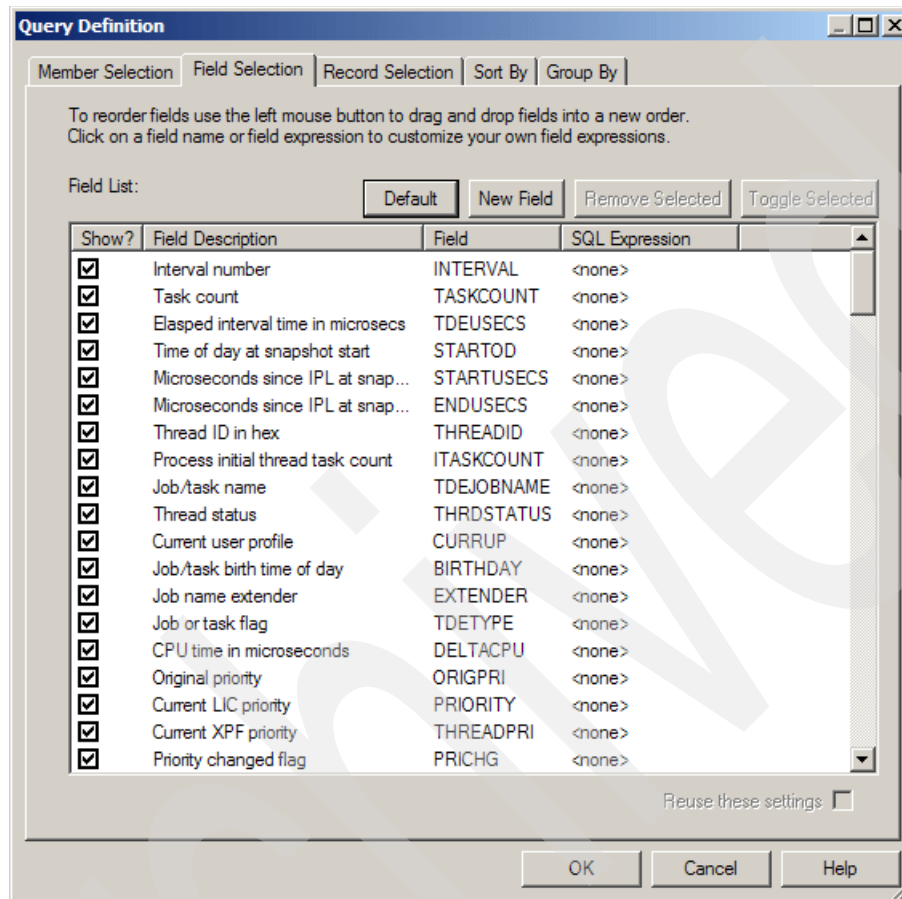 Query Definition
Member Selection Field Selection Record Selection Sort By Group By
To reorder fields use the left mouse button to drag and drop fields into a new order.
Click on a field name or field expression to customize your own field expressions.
Field List:
Default New Field Remove Selected Toggle Selected
Show? Field Description Field SQL Expression
Interval number INTERVAL <none>
Task count TASKCOUNT <none>
Elasped interval time in microsecs TDEUSECS <none>
Time of day at snapshot start STARTOD <none>
Microseconds since IPL at snap... STARTUSECS <none>
Microseconds since IPL at snap... ENDUSECS <none>
Thread ID in hex THREADID <none>
Process initial thread task count ITASKCOUNT <none>
Job/task name TDEJOBNAME <none>
Thread status THRDSTATUS <none>
Current user profile CURRUP <none>
Job/task birth time of day BIRTHDAY <none>
Job name extender EXTENDER <none>
Job or task flag TDETYPE <none>
CPU time in microseconds DELTACPU <none>
Original priority ORIGPRI <none>
Current LIC priority PRIORITY <none>
Current XPF priority THREADPRI <none>
Priority changed flag PRICHG <none>
Reuse these settings
OK Cancel Help